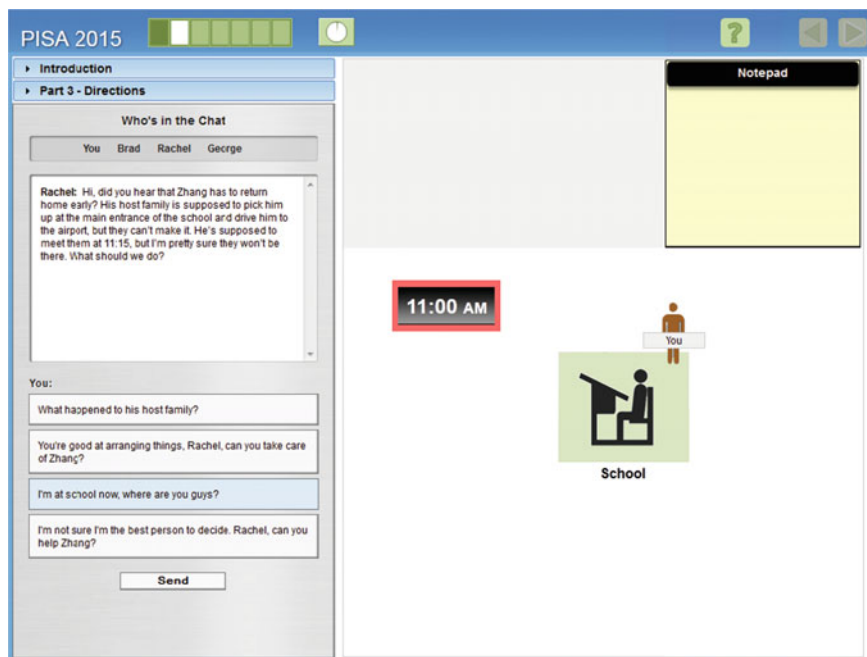 PISA 2015
?
Introduction
Part 3 - Directions
Who's in the Chat
You Brad Rachel George
Rachel: Hi, did you hear that Zhang has to return
home early? His host family is supposed to pick him
up at the main entrance of the school and drive him to
the airport, but they can't make it. He's supposed to
meet them at 11:15, but I'm pretty sure they won't be
there. What should we do?
You:
What happened to his host family?
You're good at arranging things, Rachel, can you take care
of Zhang?
I'm at school now, where are you guys?
I'm not sure I'm the best person to decide. Rachel, can you
help Zhang?
Send
Notepad
11:00 AM
You
School